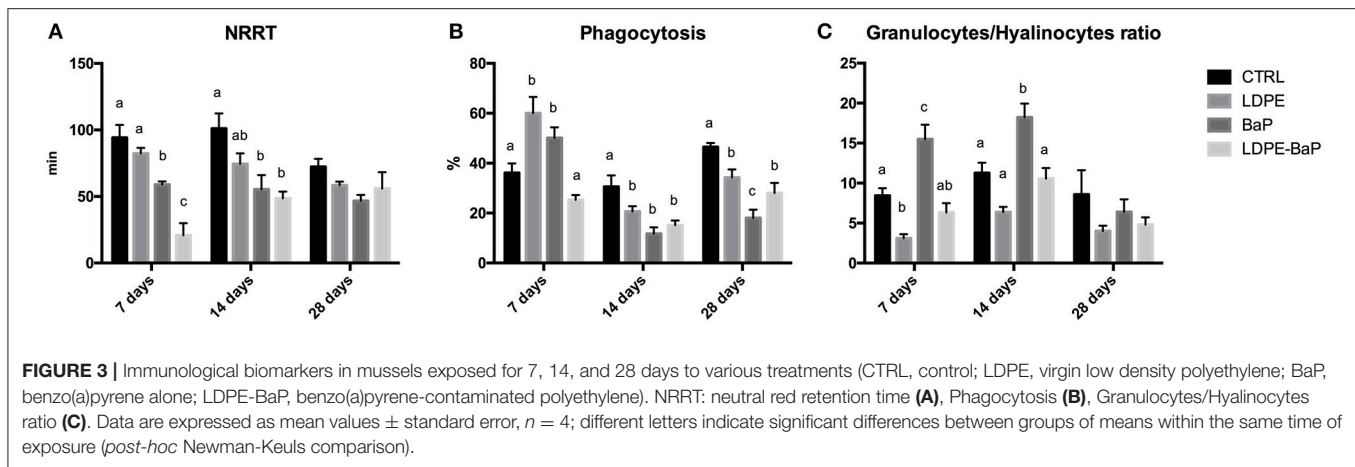 A NRRT
150
100
50
0
min
a a b c
a ab b b
7 days
14 days
28 days
B Phagocytosis
80
60
40
20
0
%
a b b a
a b b b
a b c b
7 days
14 days
28 days
C Granulocytes/Hyalinocytes ratio
25
20
15
10
5
0
a b c ab
a a b a
7 days
14 days
28 days
CTRL
LDPE
BaP
LDPE-BaP
FIGURE 3 | Immunological biomarkers in mussels exposed for 7, 14, and 28 days to various treatments (CTRL, control; LDPE, virgin low density polyethylene; BaP,
benzo(a)pyrene alone; LDPE-BaP, benzo(a)pyrene-contaminated polyethylene). NRRT: neutral red retention time (A), Phagocytosis (B), Granulocytes/Hyalinocytes
ratio (C). Data are expressed as mean values ± standard error, n = 4; different letters indicate significant differences between groups of means within the same time of
exposure (post-hoc Newman-Keuls comparison).